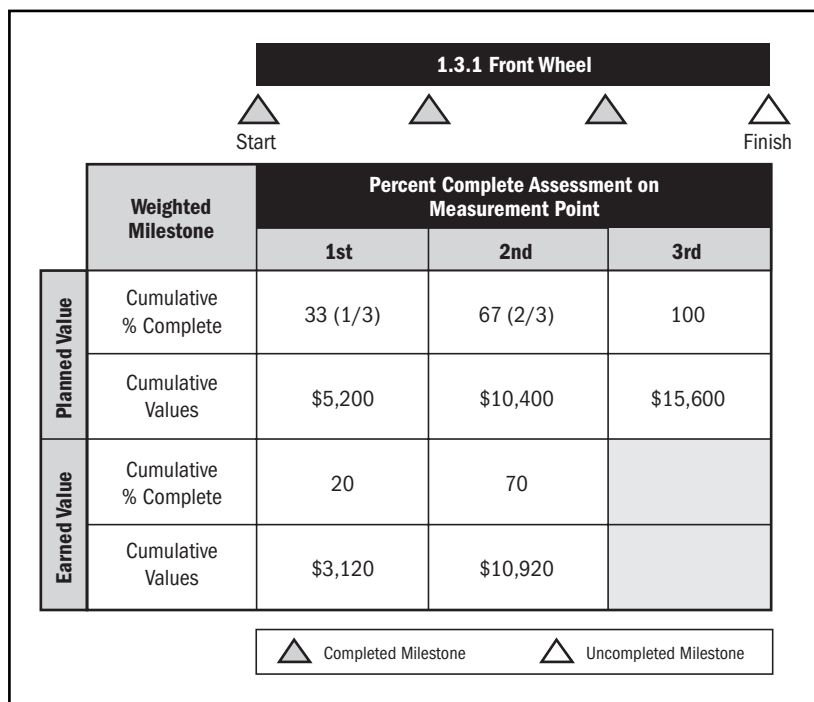 1.3.1 Front Wheel
Start
Finish
Weighted
Milestone
Percent Complete Assessment on
Measurement Point
1st
2nd
3rd
Planned Value
Cumulative
% Complete
33 (1/3)
67 (2/3)
100
Cumulative
Values
$5,200
$10,400
$15,600
Earned Value
Cumulative
% Complete
20
70
Cumulative
Values
$3,120
$10,920
Completed Milestone
Uncompleted Milestone